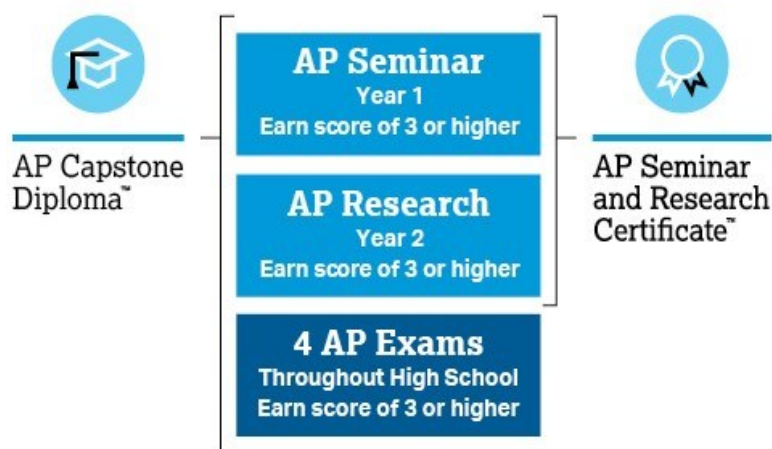 AP Capstone
Diploma™
AP Seminar
Year 1
Earn score of 3 or higher
AP Research
Year 2
Earn score of 3 or higher
4 AP Exams
Throughout High School
Earn score of 3 or higher
AP Seminar
and Research
Certificate™